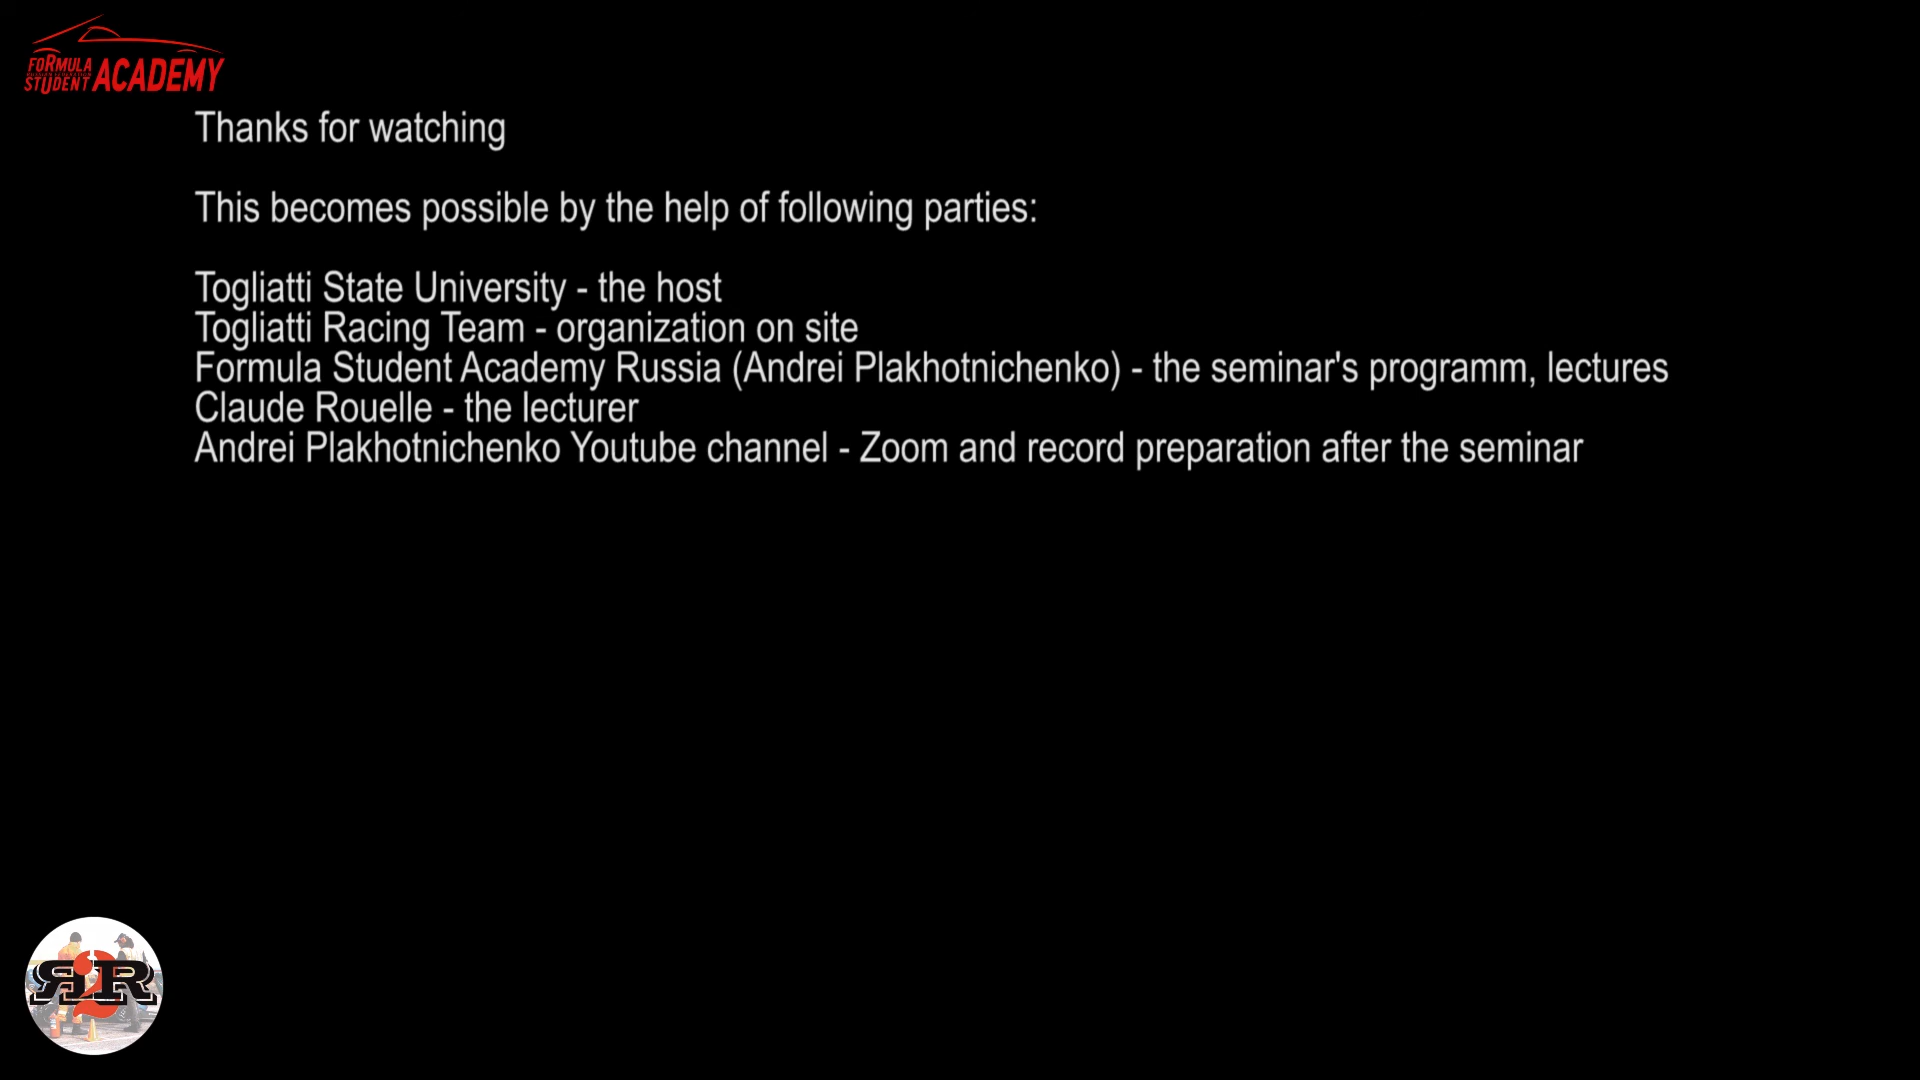 FORMULA
STUDENT ACADEMY
Thanks for watching
This becomes possible by the help of following parties:
Togliatti State University - the host
Togliatti Racing Team - organization on site
Formula Student Academy Russia (Andrei Plakhotnichenko) - the seminar's programm, lectures
Claude Rouelle - the lecturer
Andrei Plakhotnichenko Youtube channel - Zoom and record preparation after the seminar